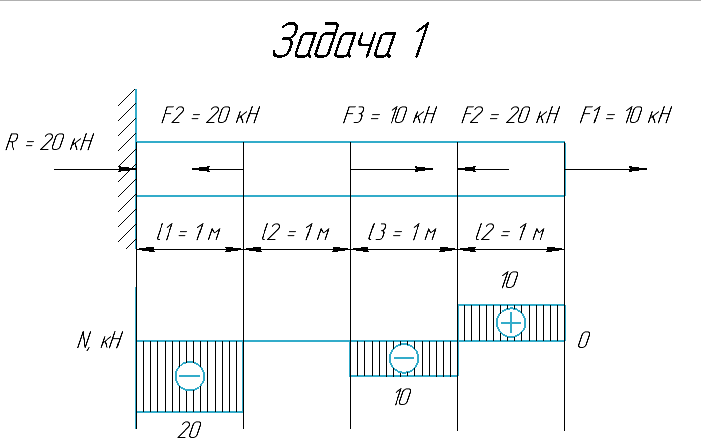 Задача 1
F2 = 20 кН F3 = 10 кН F2 = 20 кН F1 = 10 кН
R = 20 кН
l1 = 1 м l2 = 1 м l3 = 1 м l2 = 1 м
10
N, кН 0
10
20